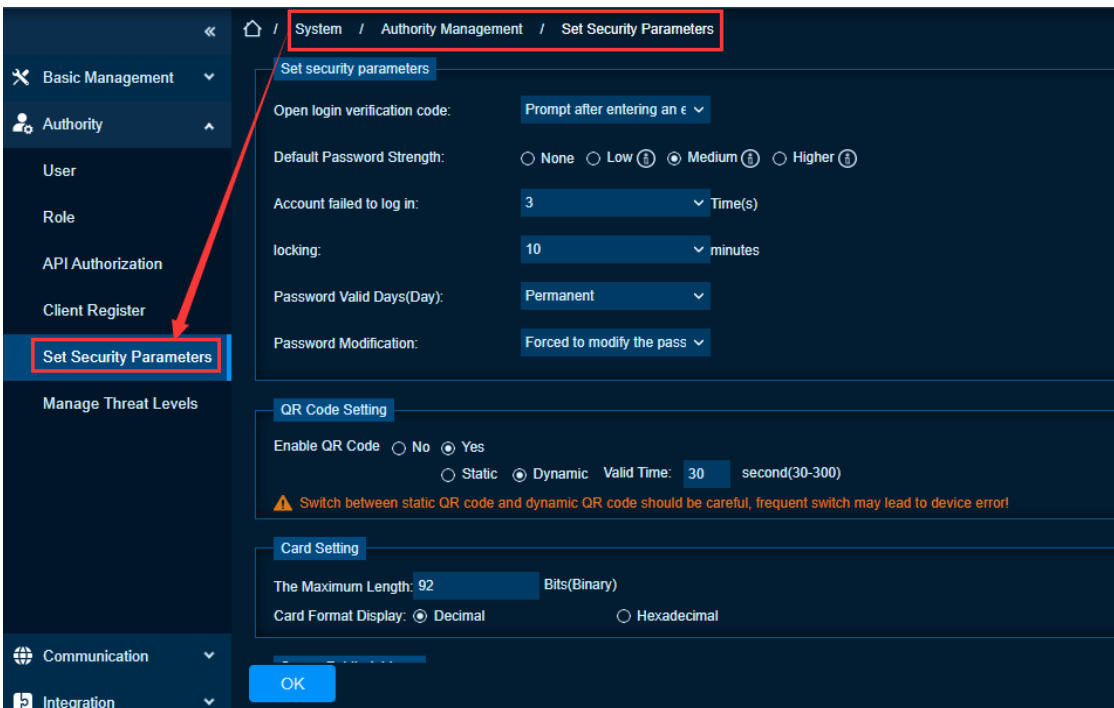 « / System / Authority Management / Set Security Parameters
Basic Management
Authority
User
Role
API Authorization
Client Register
Set Security Parameters
Manage Threat Levels
Communication
Integration
Set security parameters
Open login verification code: Prompt after entering an e
Default Password Strength: None Low Medium Higher
Account failed to log in: 3 Time(s)
locking: 10 minutes
Password Valid Days(Day): Permanent
Password Modification: Forced to modify the pass
QR Code Setting
Enable QR Code No Yes
Static Dynamic Valid Time: 30 second(30-300)
Switch between static QR code and dynamic QR code should be careful, frequent switch may lead to device error!
Card Setting
The Maximum Length: 92 Bits(Binary)
Card Format Display: Decimal Hexadecimal
OK